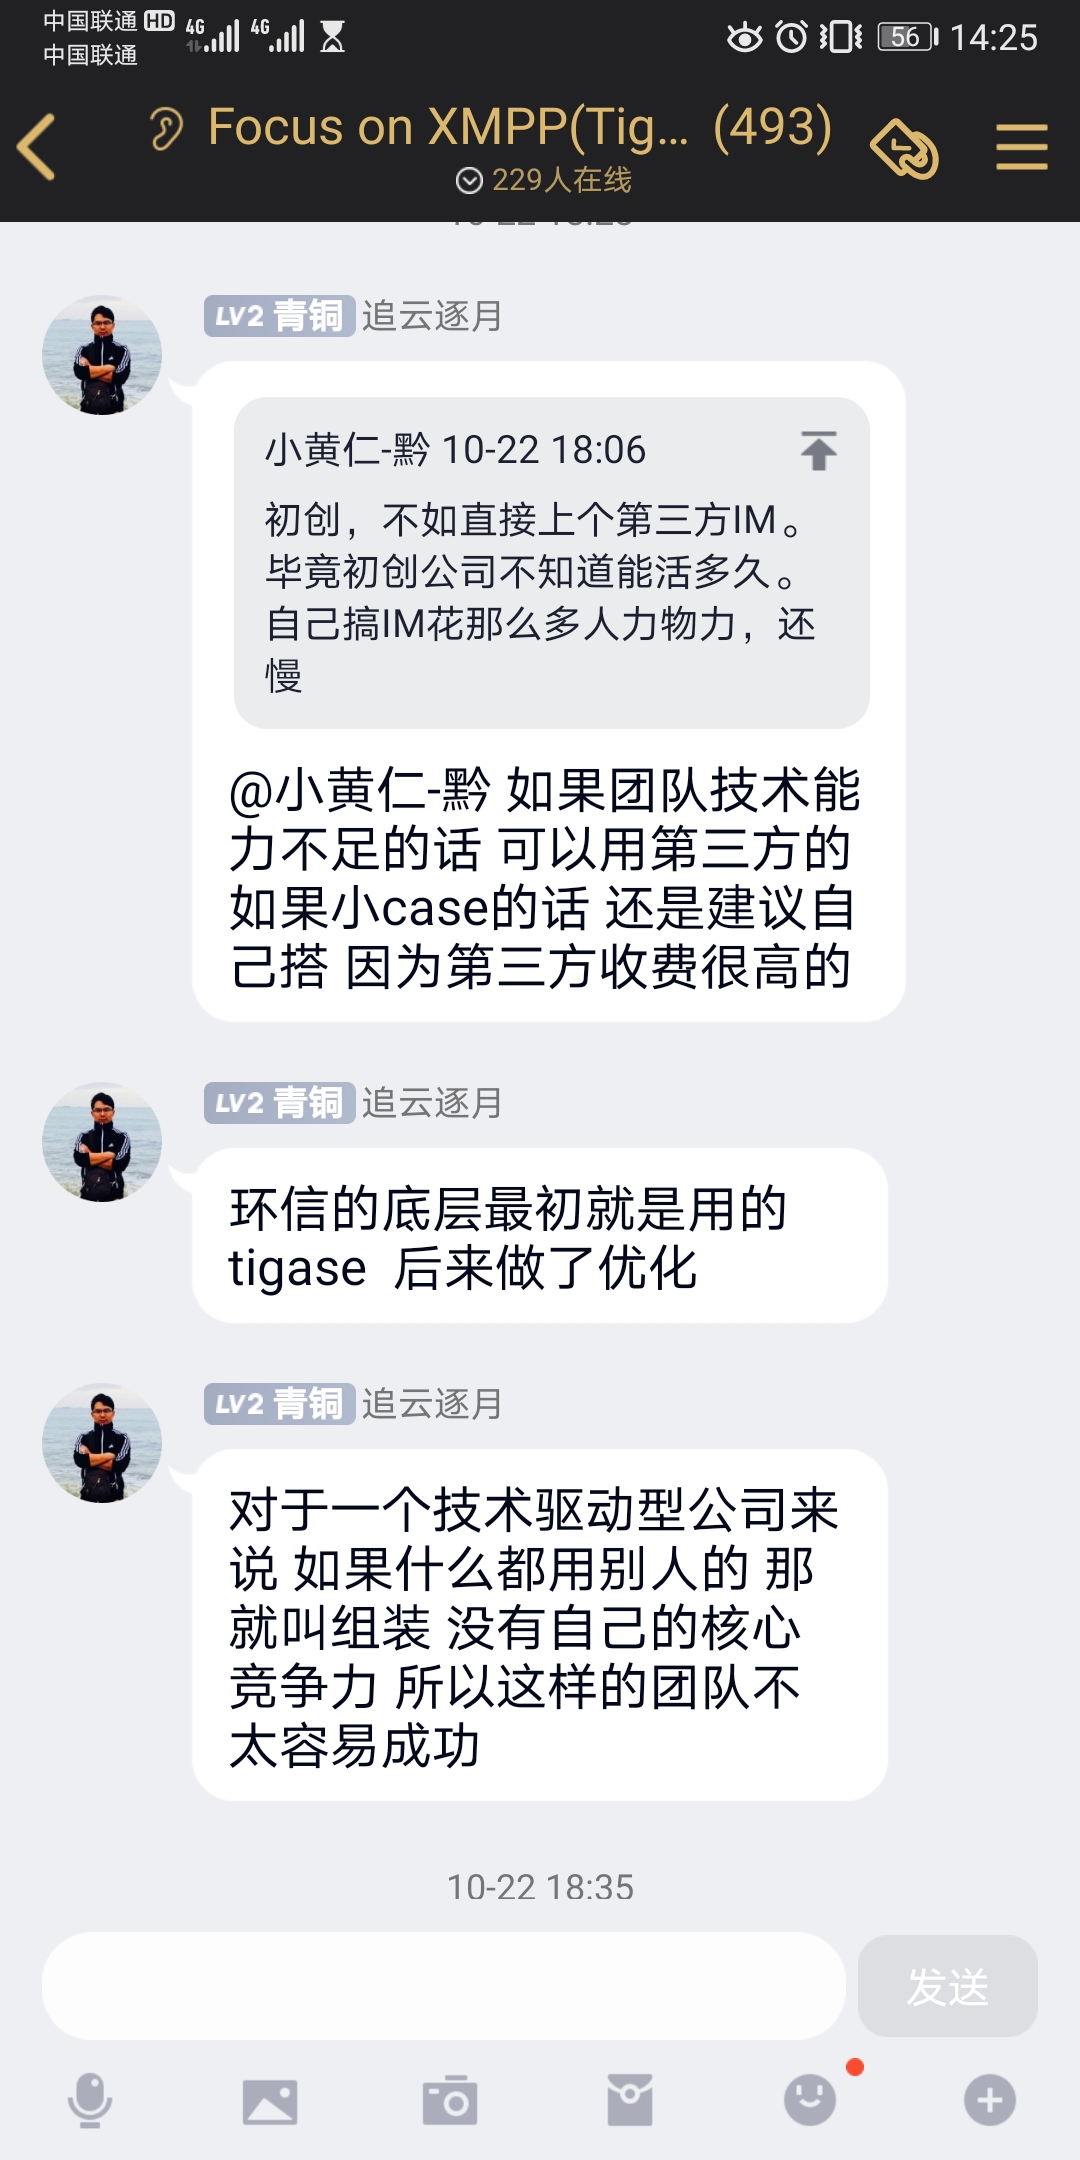 中国联通 HD 4G 4G 56 14:25
中国联通
Focus on XMPP(Tig... (493)
229人在线
LV2 青铜 追云逐月
小黄仁-黔 10-22 18:06
初创，不如直接上个第三方IM。
毕竟初创公司不知道能活多久。
自己搞IM花那么多人力物力，还
慢
@小黄仁-黔 如果团队技术能
力不足的话 可以用第三方的
如果小case的话 还是建议自
己搭 因为第三方收费很高的
LV2 青铜 追云逐月
环信的底层最初就是用的
tigase 后来做了优化
LV2 青铜 追云逐月
对于一个技术驱动型公司来
说 如果什么都用别人的 那
就叫组装 没有自己的核心
竞争力 所以这样的团队不
太容易成功
10-22 18:35
发送